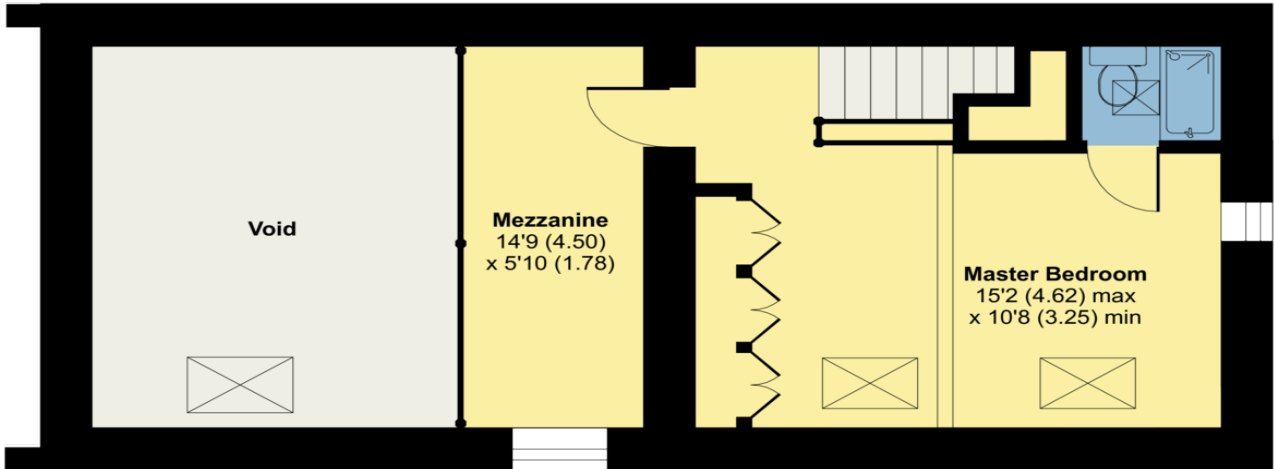 Void
Mezzanine
14'9 (4.50)
x 5'10 (1.78)
Master Bedroom
15'2 (4.62) max
x 10'8 (3.25) min